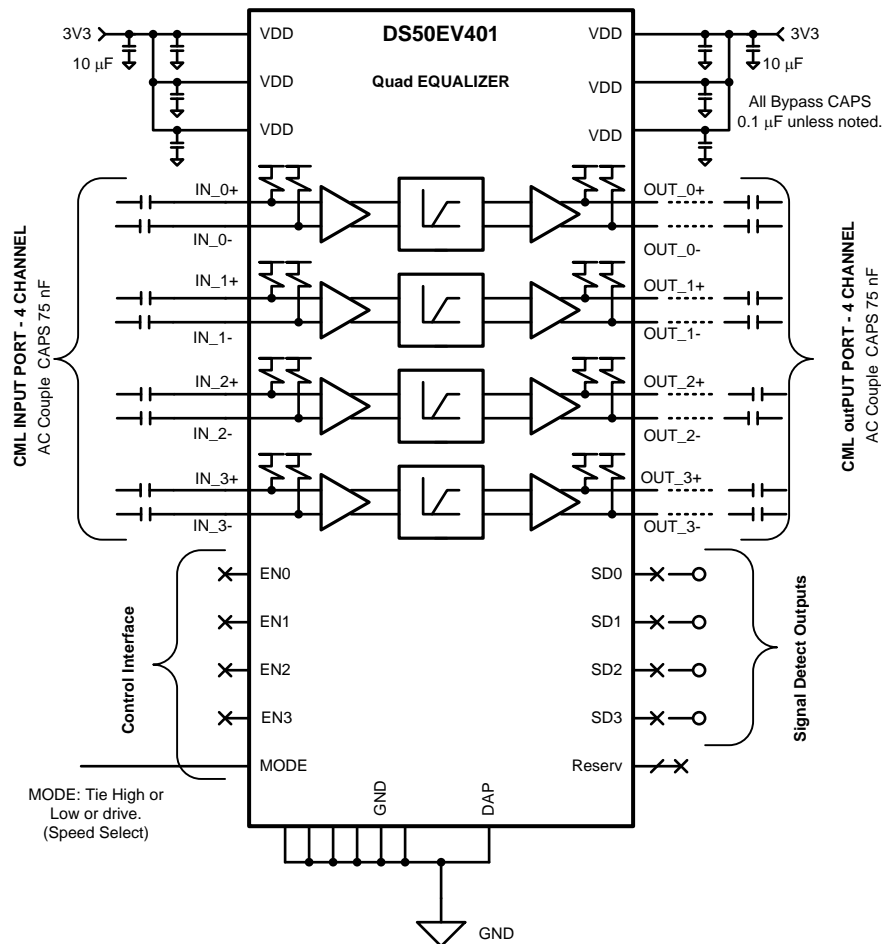 3V3
10 µF
VDD
VDD
VDD
DS50EV401
Quad EQUALIZER
VDD
VDD
VDD
3V3
10 µF
All Bypass CAPS
0.1 µF unless noted.
CML INPUT PORT - 4 CHANNEL
AC Couple CAPS 75 nF
IN_0+
IN_0-
IN_1+
IN_1-
IN_2+
IN_2-
IN_3+
IN_3-
OUT_0+
OUT_0-
OUT_1+
OUT_1-
OUT_2+
OUT_2-
OUT_3+
OUT_3-
CML outPUT PORT - 4 CHANNEL
AC Couple CAPS 75 nF
Control Interface
EN0
EN1
EN2
EN3
MODE
MODE: Tie High or
Low or drive.
(Speed Select)
SD0
SD1
SD2
SD3
Reserv
Signal Detect Outputs
GND
DAP
GND